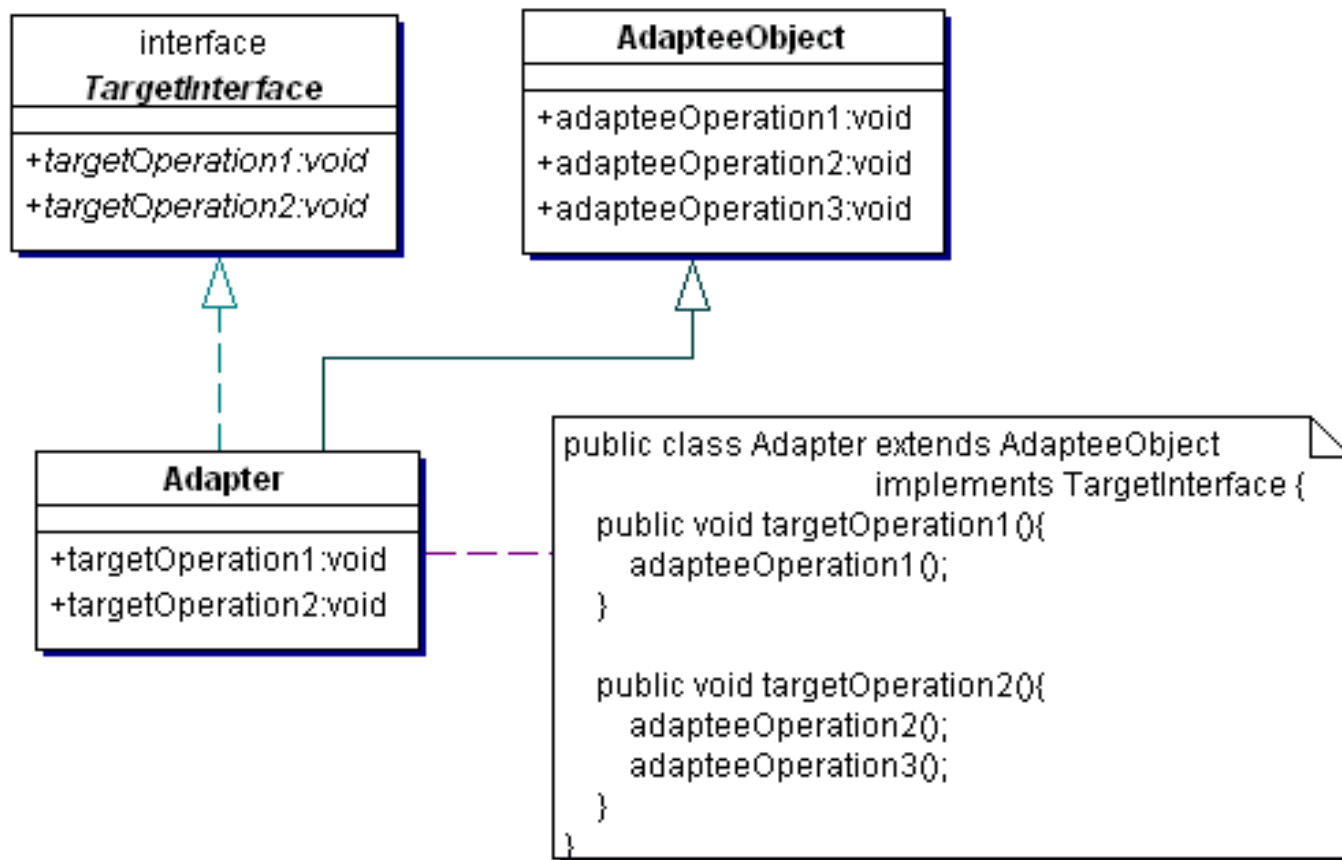 interface
TargetInterface
+targetOperation1:void
+targetOperation2:void
AdapteeObject
+adapteeOperation1:void
+adapteeOperation2:void
+adapteeOperation3:void
Adapter
+targetOperation1:void
+targetOperation2:void
public class Adapter extends AdapteeObject
implements TargetInterface {
public void targetOperation1(){
adapteeOperation1();
}
public void targetOperation2(){
adapteeOperation2();
adapteeOperation3();
}
}